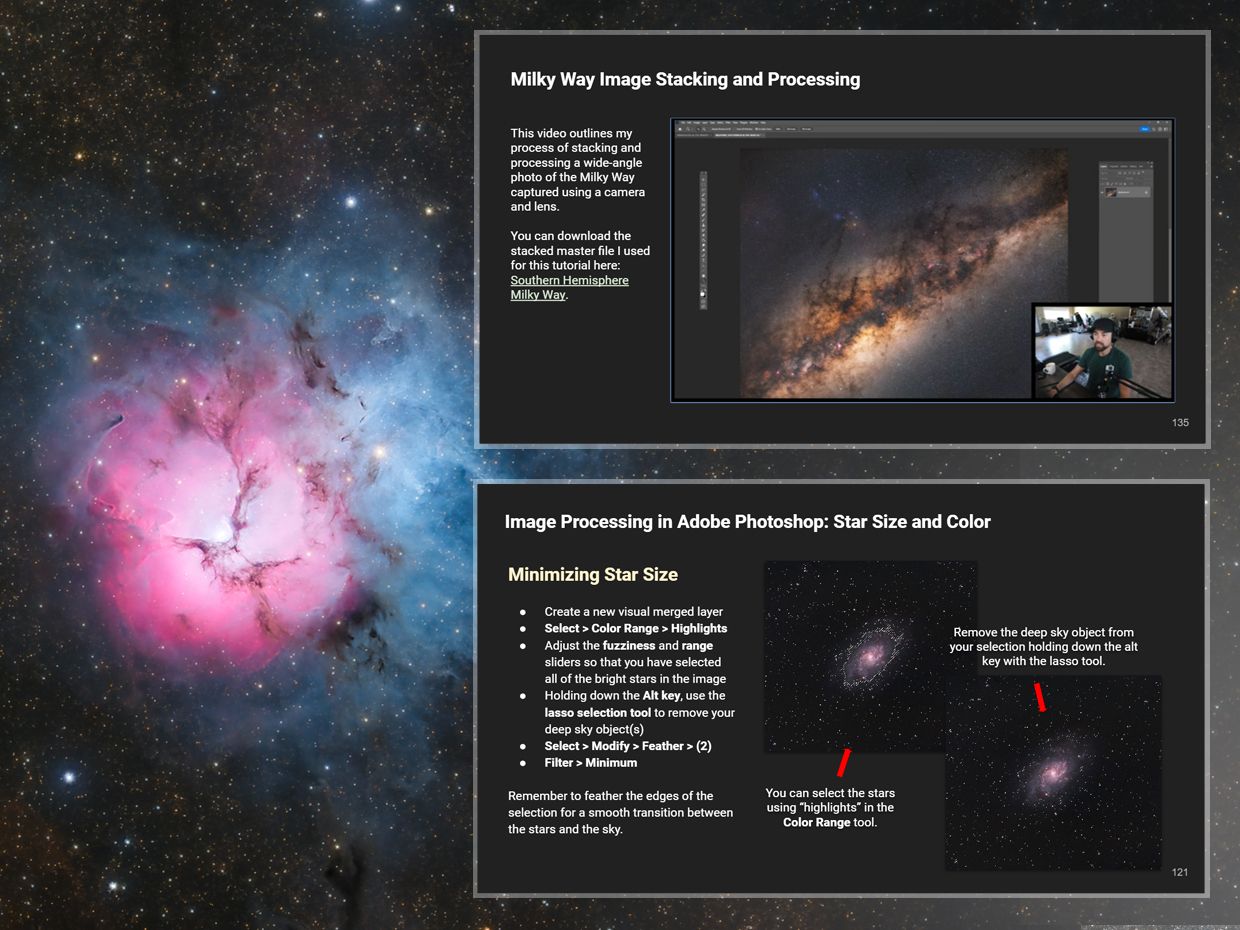 Milky Way Image Stacking and Processing
This video outlines my
process of stacking and
processing a wide-angle
photo of the Milky Way
captured using a camera
and lens.
You can download the
stacked master file I used
for this tutorial here:
Southern Hemisphere
Milky Way.
135
Image Processing in Adobe Photoshop: Star Size and Color
Minimizing Star Size
● Create a new visual merged layer
● Select > Color Range > Highlights
● Adjust the fuzziness and range
sliders so that you have selected
all of the bright stars in the image
● Holding down the Alt key, use the
lasso selection tool to remove your
deep sky object(s)
● Select > Modify > Feather > (2)
● Filter > Minimum
Remember to feather the edges of the
selection for a smooth transition between
the stars and the sky.
You can select the stars
using “highlights” in the
Color Range tool.
Remove the deep sky object from
your selection holding down the alt
key with the lasso tool.
121